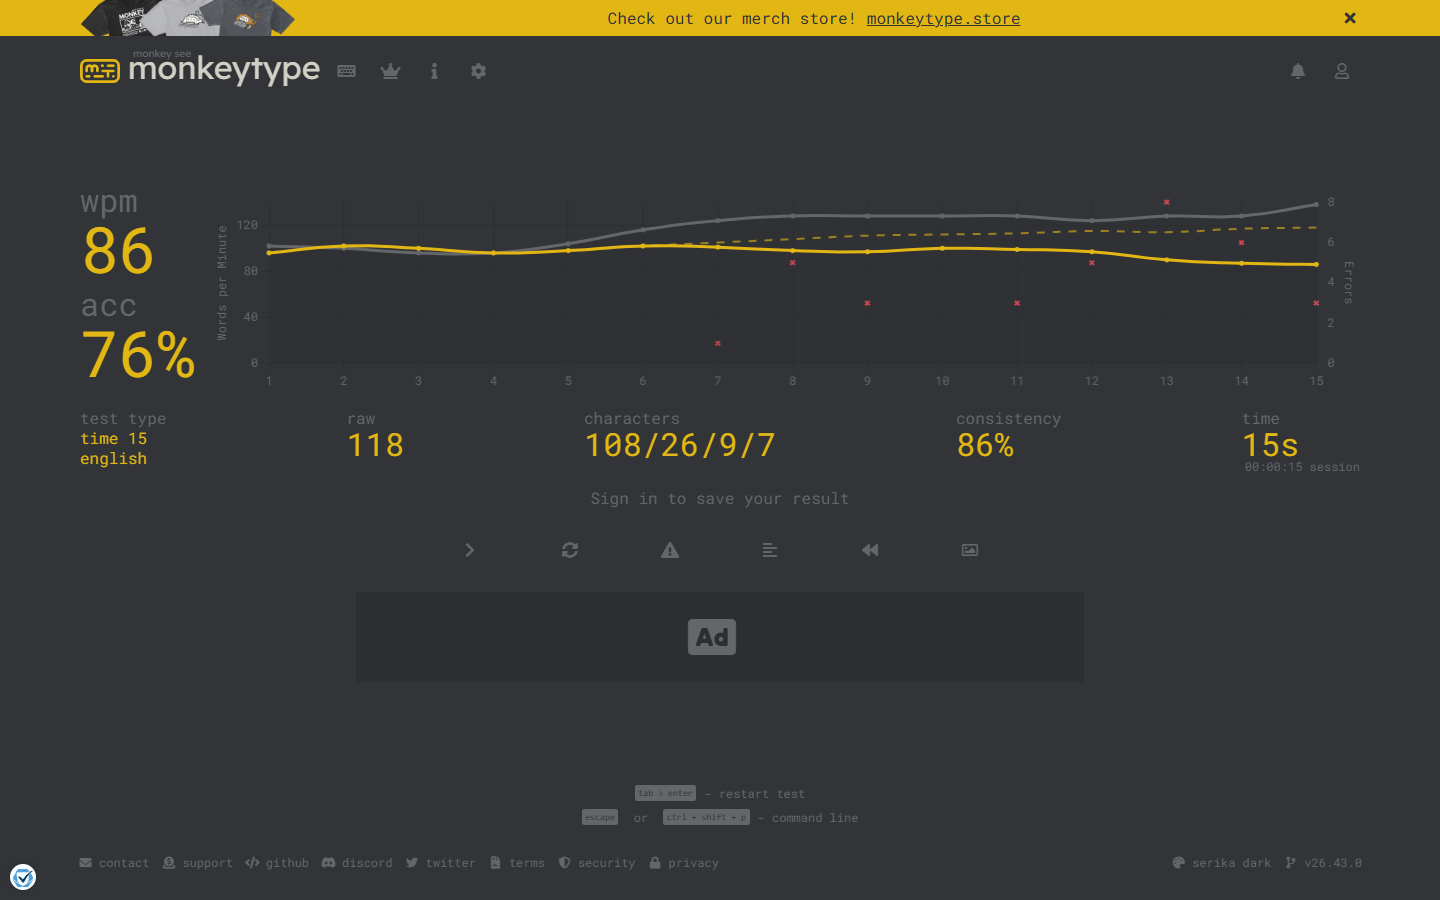 Check out our merch store! monkeytype.store
monkey see
monkeytype
wpm
86
acc
76%
Words per Minute
120
80
40
0
1 2 3 4 5 6 7 8 9 10 11 12 13 14 15
8
6
4
2
0
Errors
test type
time 15
english
raw
118
characters
108/26/9/7
consistency
86%
time
15s
00:00:15 session
Sign in to save your result
Ad
tab > enter - restart test
escape or ctrl + shift + p - command line
contact support github discord twitter terms security privacy serika dark v26.43.0